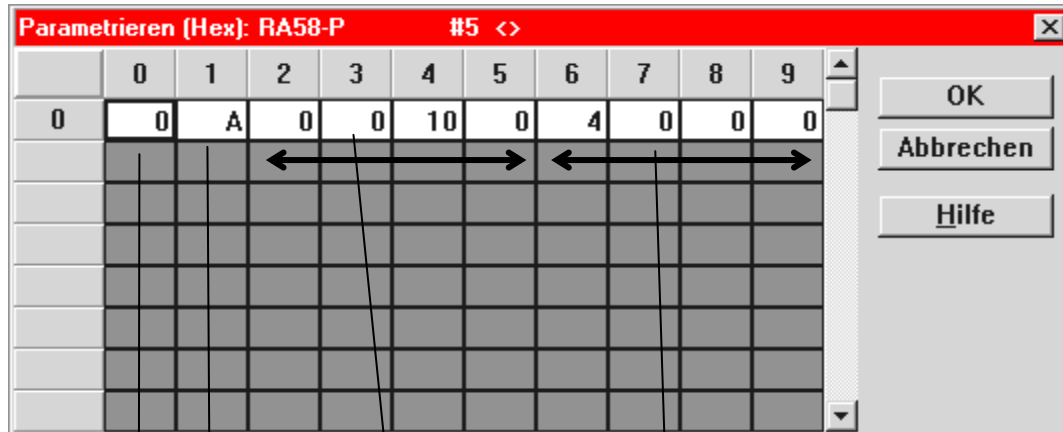 Parametrieren (Hex): RA58-P #5 <>
0 1 2 3 4 5 6 7 8 9
0 0 A 0 0 10 0 4 0 0 0
OK
Abbrechen
Hilfe